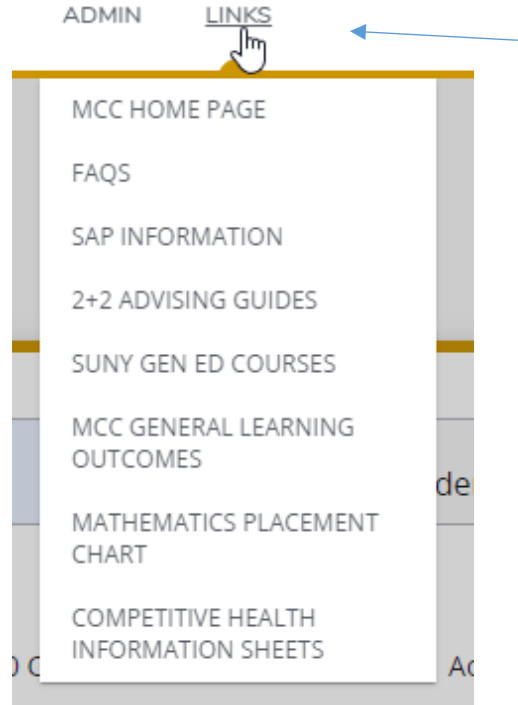 ADMIN LINKS
MCC HOME PAGE
FAQS
SAP INFORMATION
2+2 ADVISING GUIDES
SUNY GEN ED COURSES
MCC GENERAL LEARNING
OUTCOMES
de
MATHEMATICS PLACEMENT
CHART
COMPETITIVE HEALTH
INFORMATION SHEETS